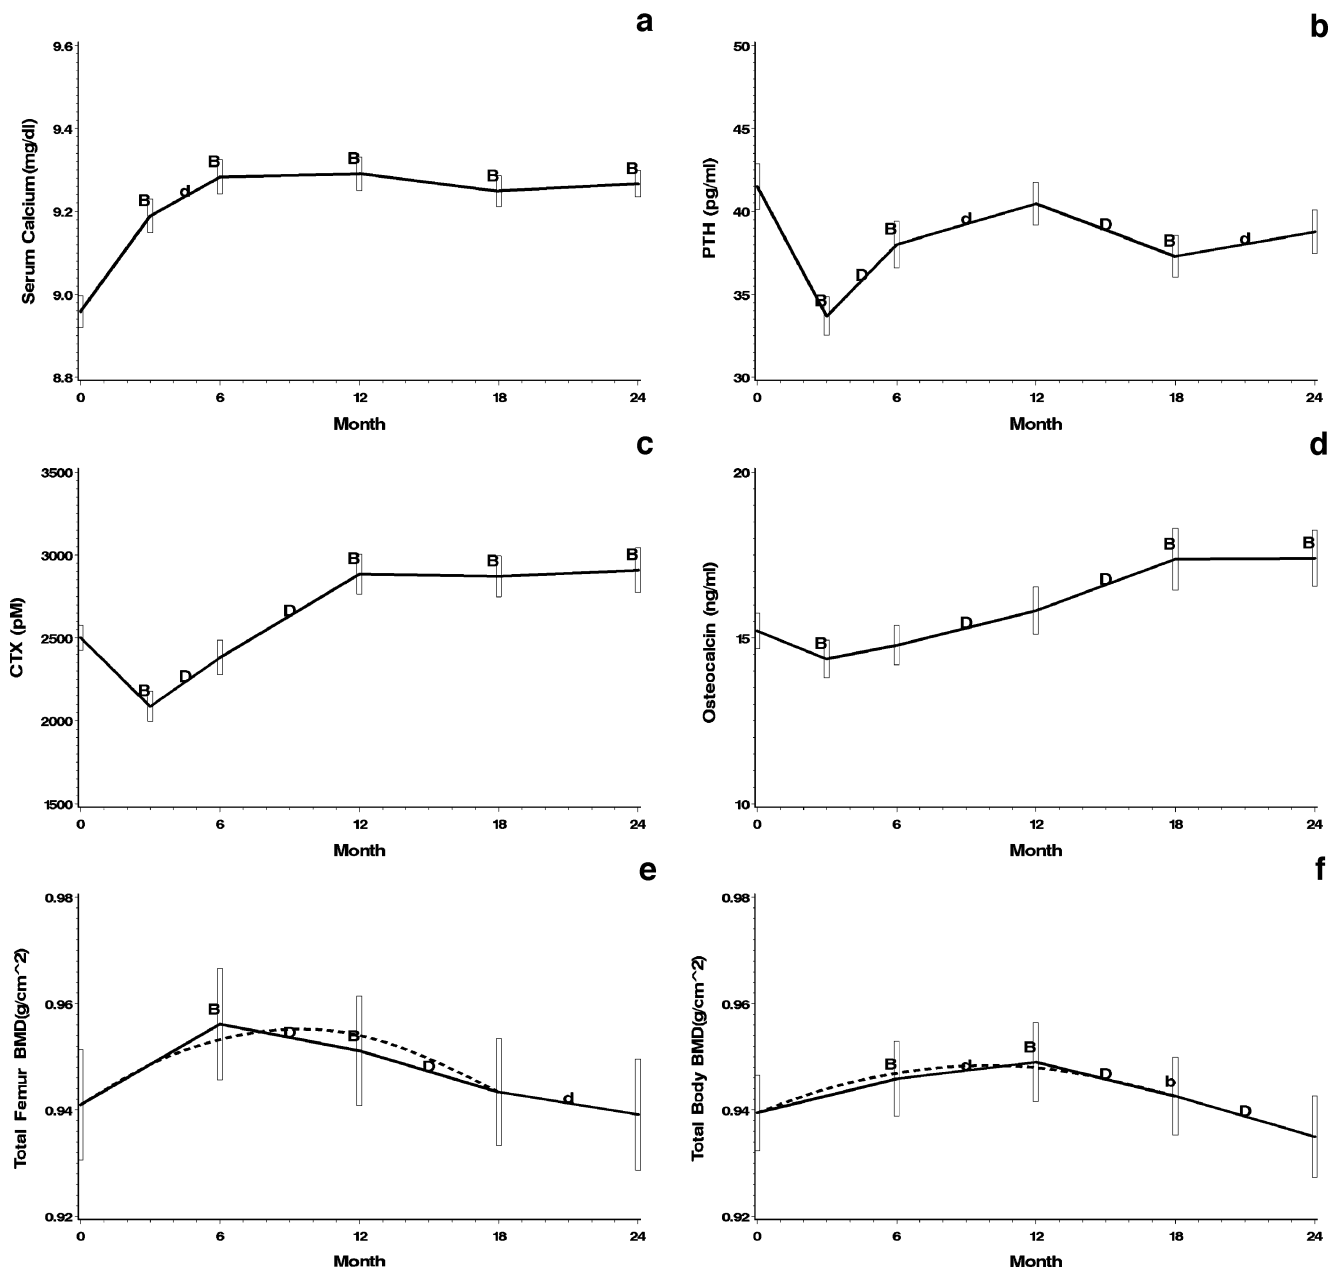 a
9.6
9.4
9.2
9.0
8.8
Serum Calcium(mg/dl)
B
d
B
B
B
B
0
6
12
18
24
Month
b
50
45
40
35
30
PTH (pg/ml)
B
D
B
d
D
B
d
0
6
12
18
24
Month
c
3500
3000
2500
2000
1500
CTX (pM)
B
D
D
B
B
B
0
6
12
18
24
Month
d
20
15
10
Osteocalcin (ng/ml)
B
D
D
B
B
0
6
12
18
24
Month
e
0.98
0.96
0.94
0.92
Total Femur BMD(g/cm^2)
B
D
B
D
d
0
6
12
18
24
Month
f
0.98
0.96
0.94
0.92
Total Body BMD(g/cm^2)
B
d
B
D
b
D
0
6
12
18
24
Month